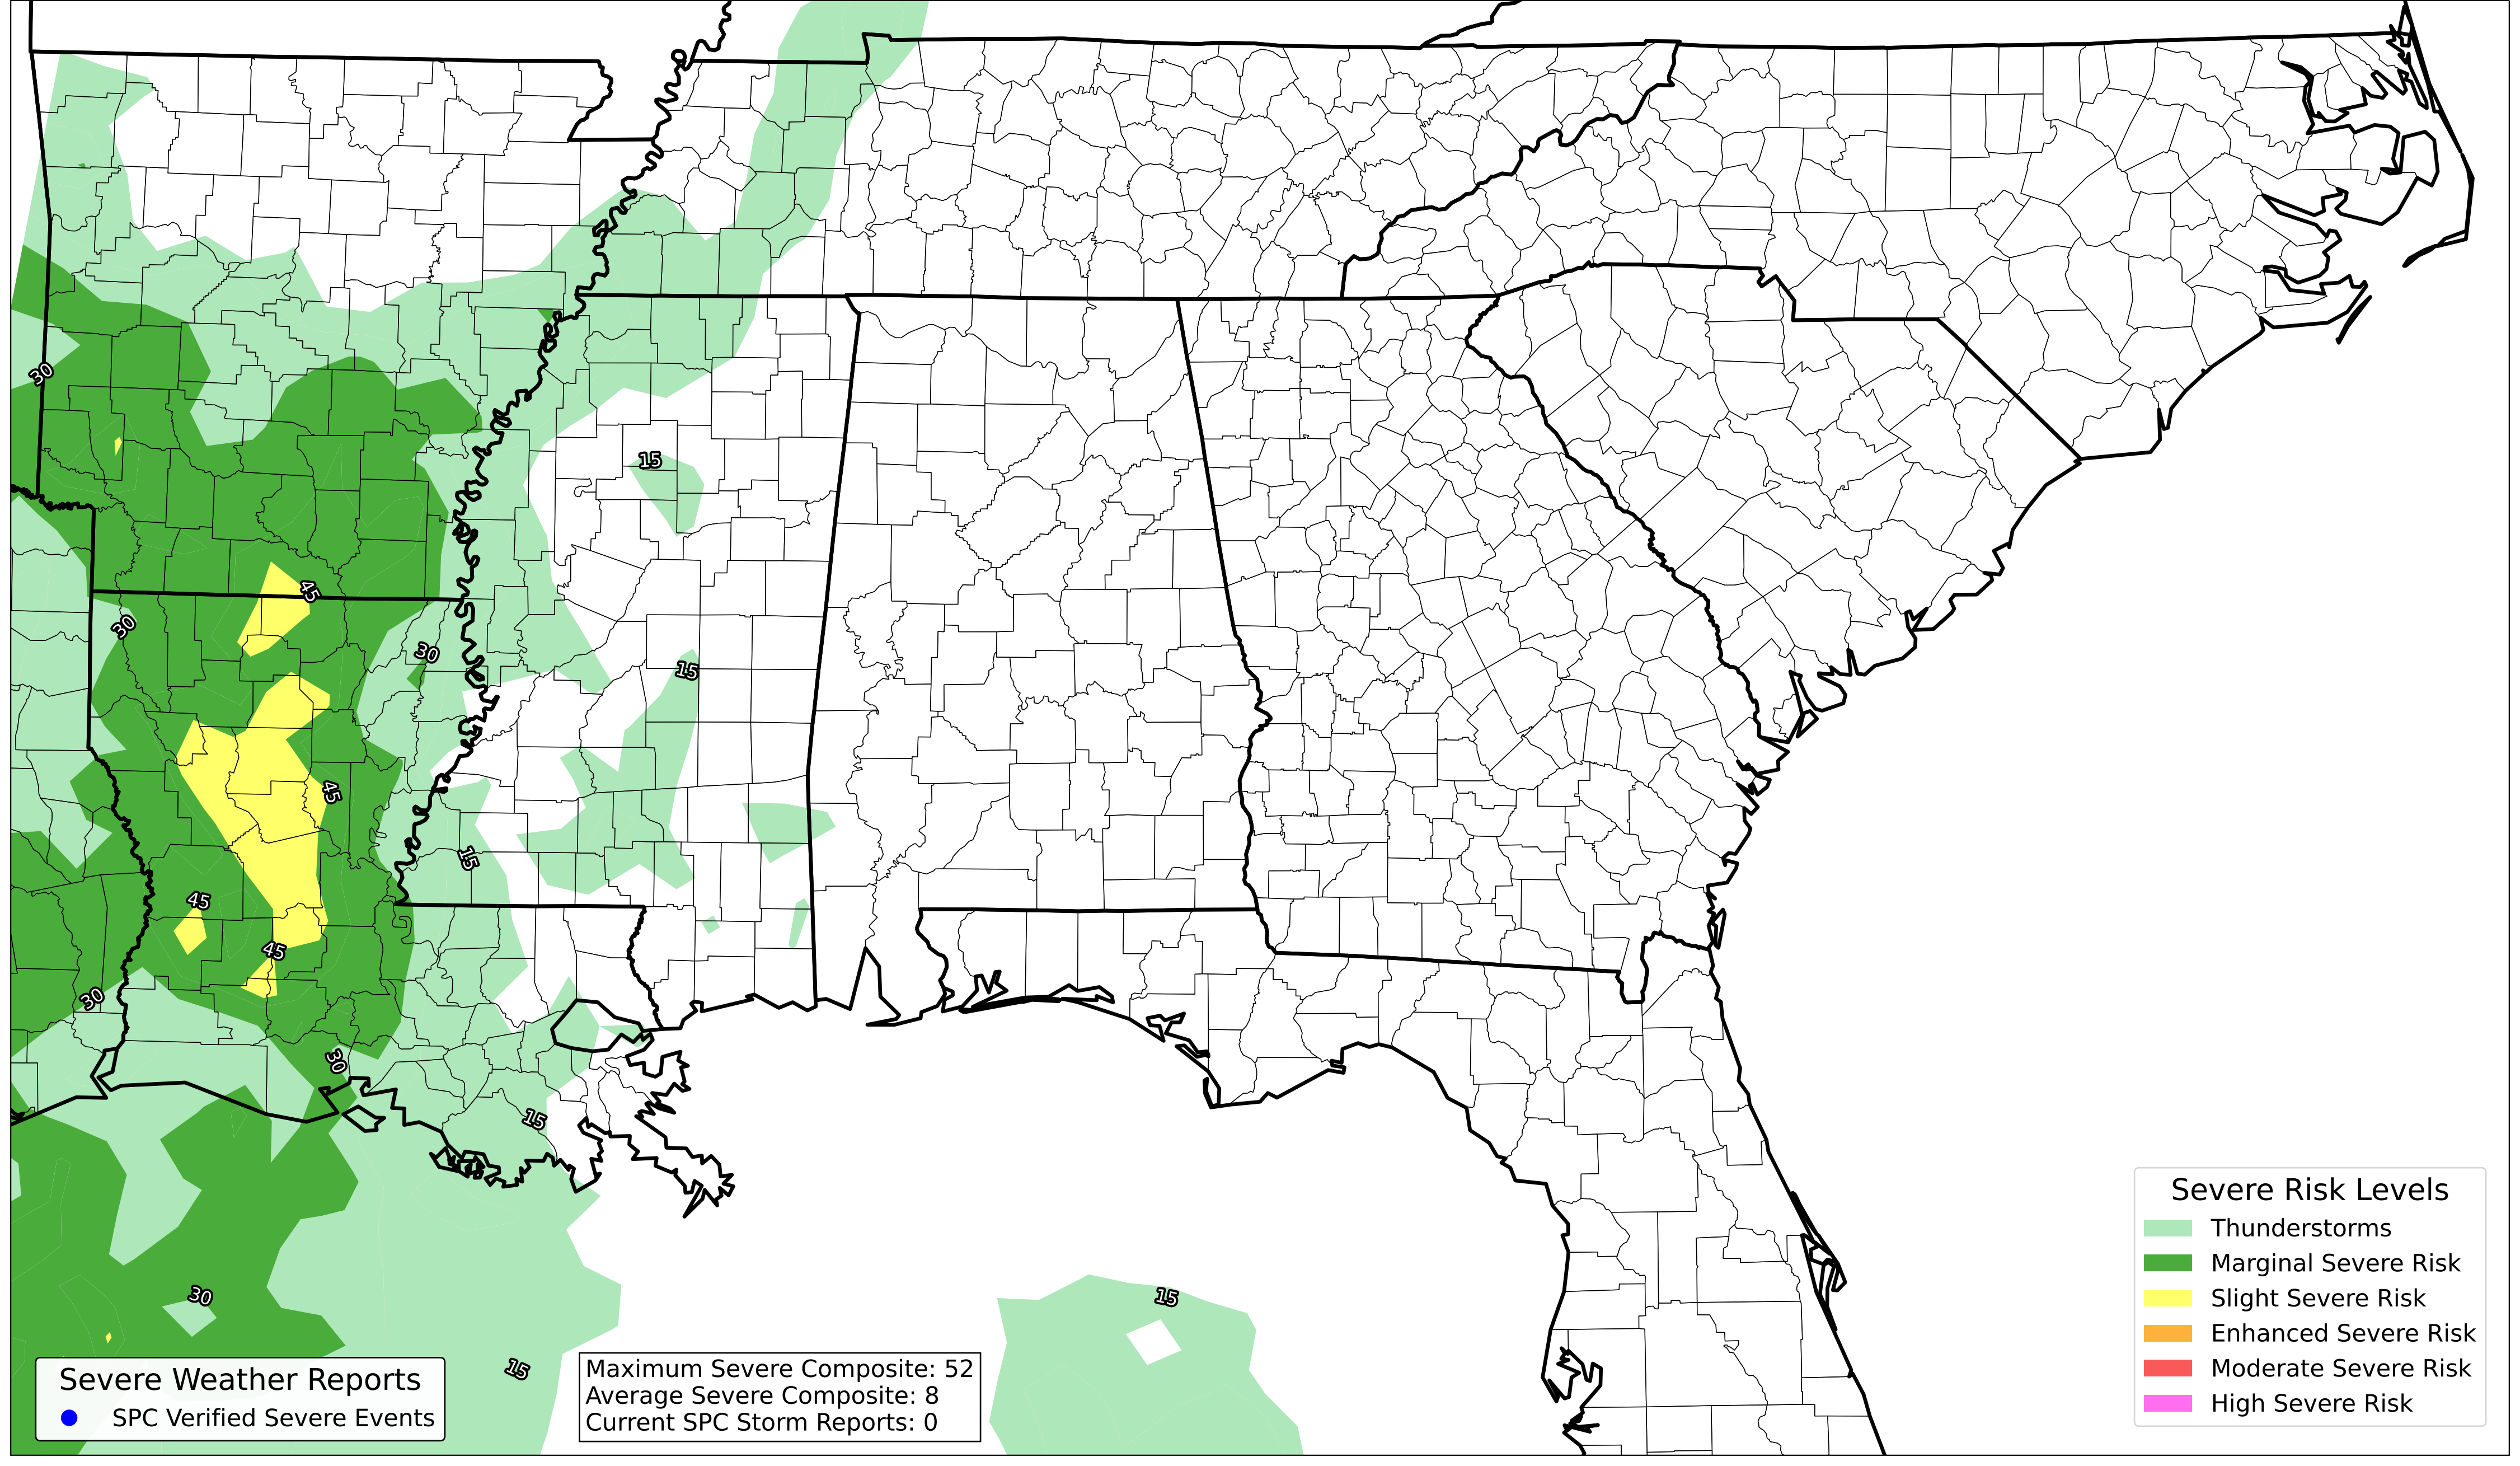 30
15
45
30
30
15
45
15
45
45
30
30
15
30
15
15
Severe Weather Reports
SPC Verified Severe Events
Maximum Severe Composite: 52
Average Severe Composite: 8
Current SPC Storm Reports: 0
Severe Risk Levels
Thunderstorms
Marginal Severe Risk
Slight Severe Risk
Enhanced Severe Risk
Moderate Severe Risk
High Severe Risk